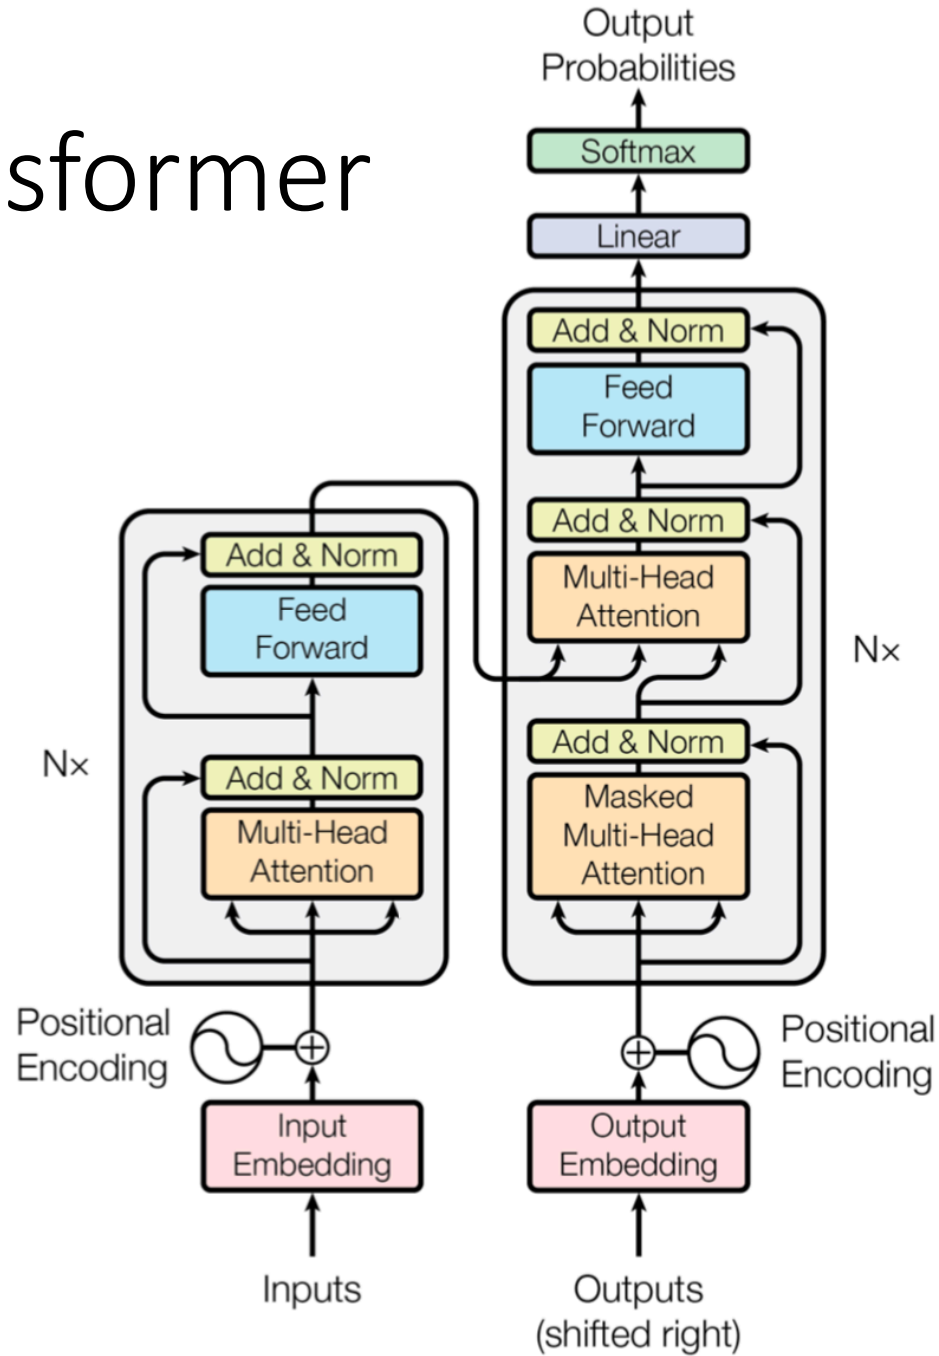 Output
Probabilities
sformer
Softmax
Linear
Add & Norm
Feed
Forward
Add & Norm
Multi-Head
Attention
N×
Add & Norm
Masked
Multi-Head
Attention
Add & Norm
Feed
Forward
N×
Add & Norm
Multi-Head
Attention
Positional
Encoding
Positional
Encoding
Input
Embedding
Output
Embedding
Inputs
Outputs
(shifted right)